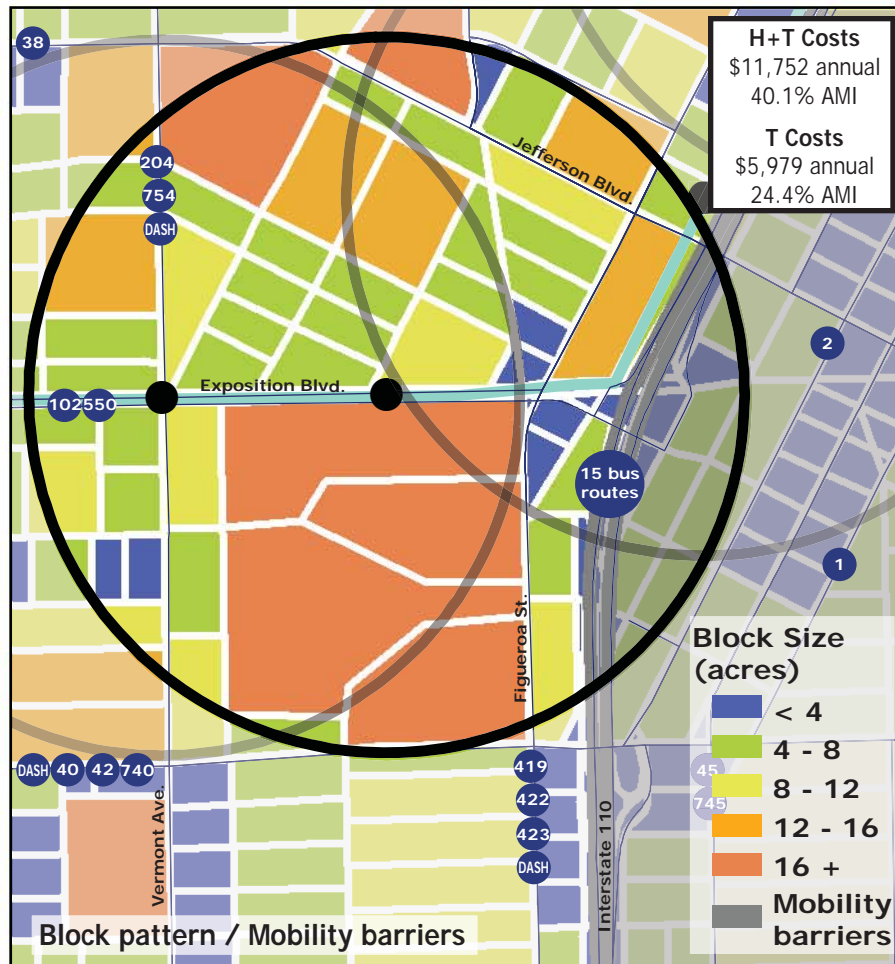 38
H+T Costs
$11,752 annual
40.1% AMI
T Costs
$5,979 annual
24.4% AMI
204
754
DASH
Jefferson Blvd.
2
Exposition Blvd.
102
550
15 bus
routes
1
Figueroa St.
Block Size
(acres)
< 4
4 - 8
8 - 12
12 - 16
16 +
Mobility
barriers
DASH
40
42
740
419
422
423
DASH
45
745
Vermont Ave.
Interstate 110
Block pattern / Mobility barriers